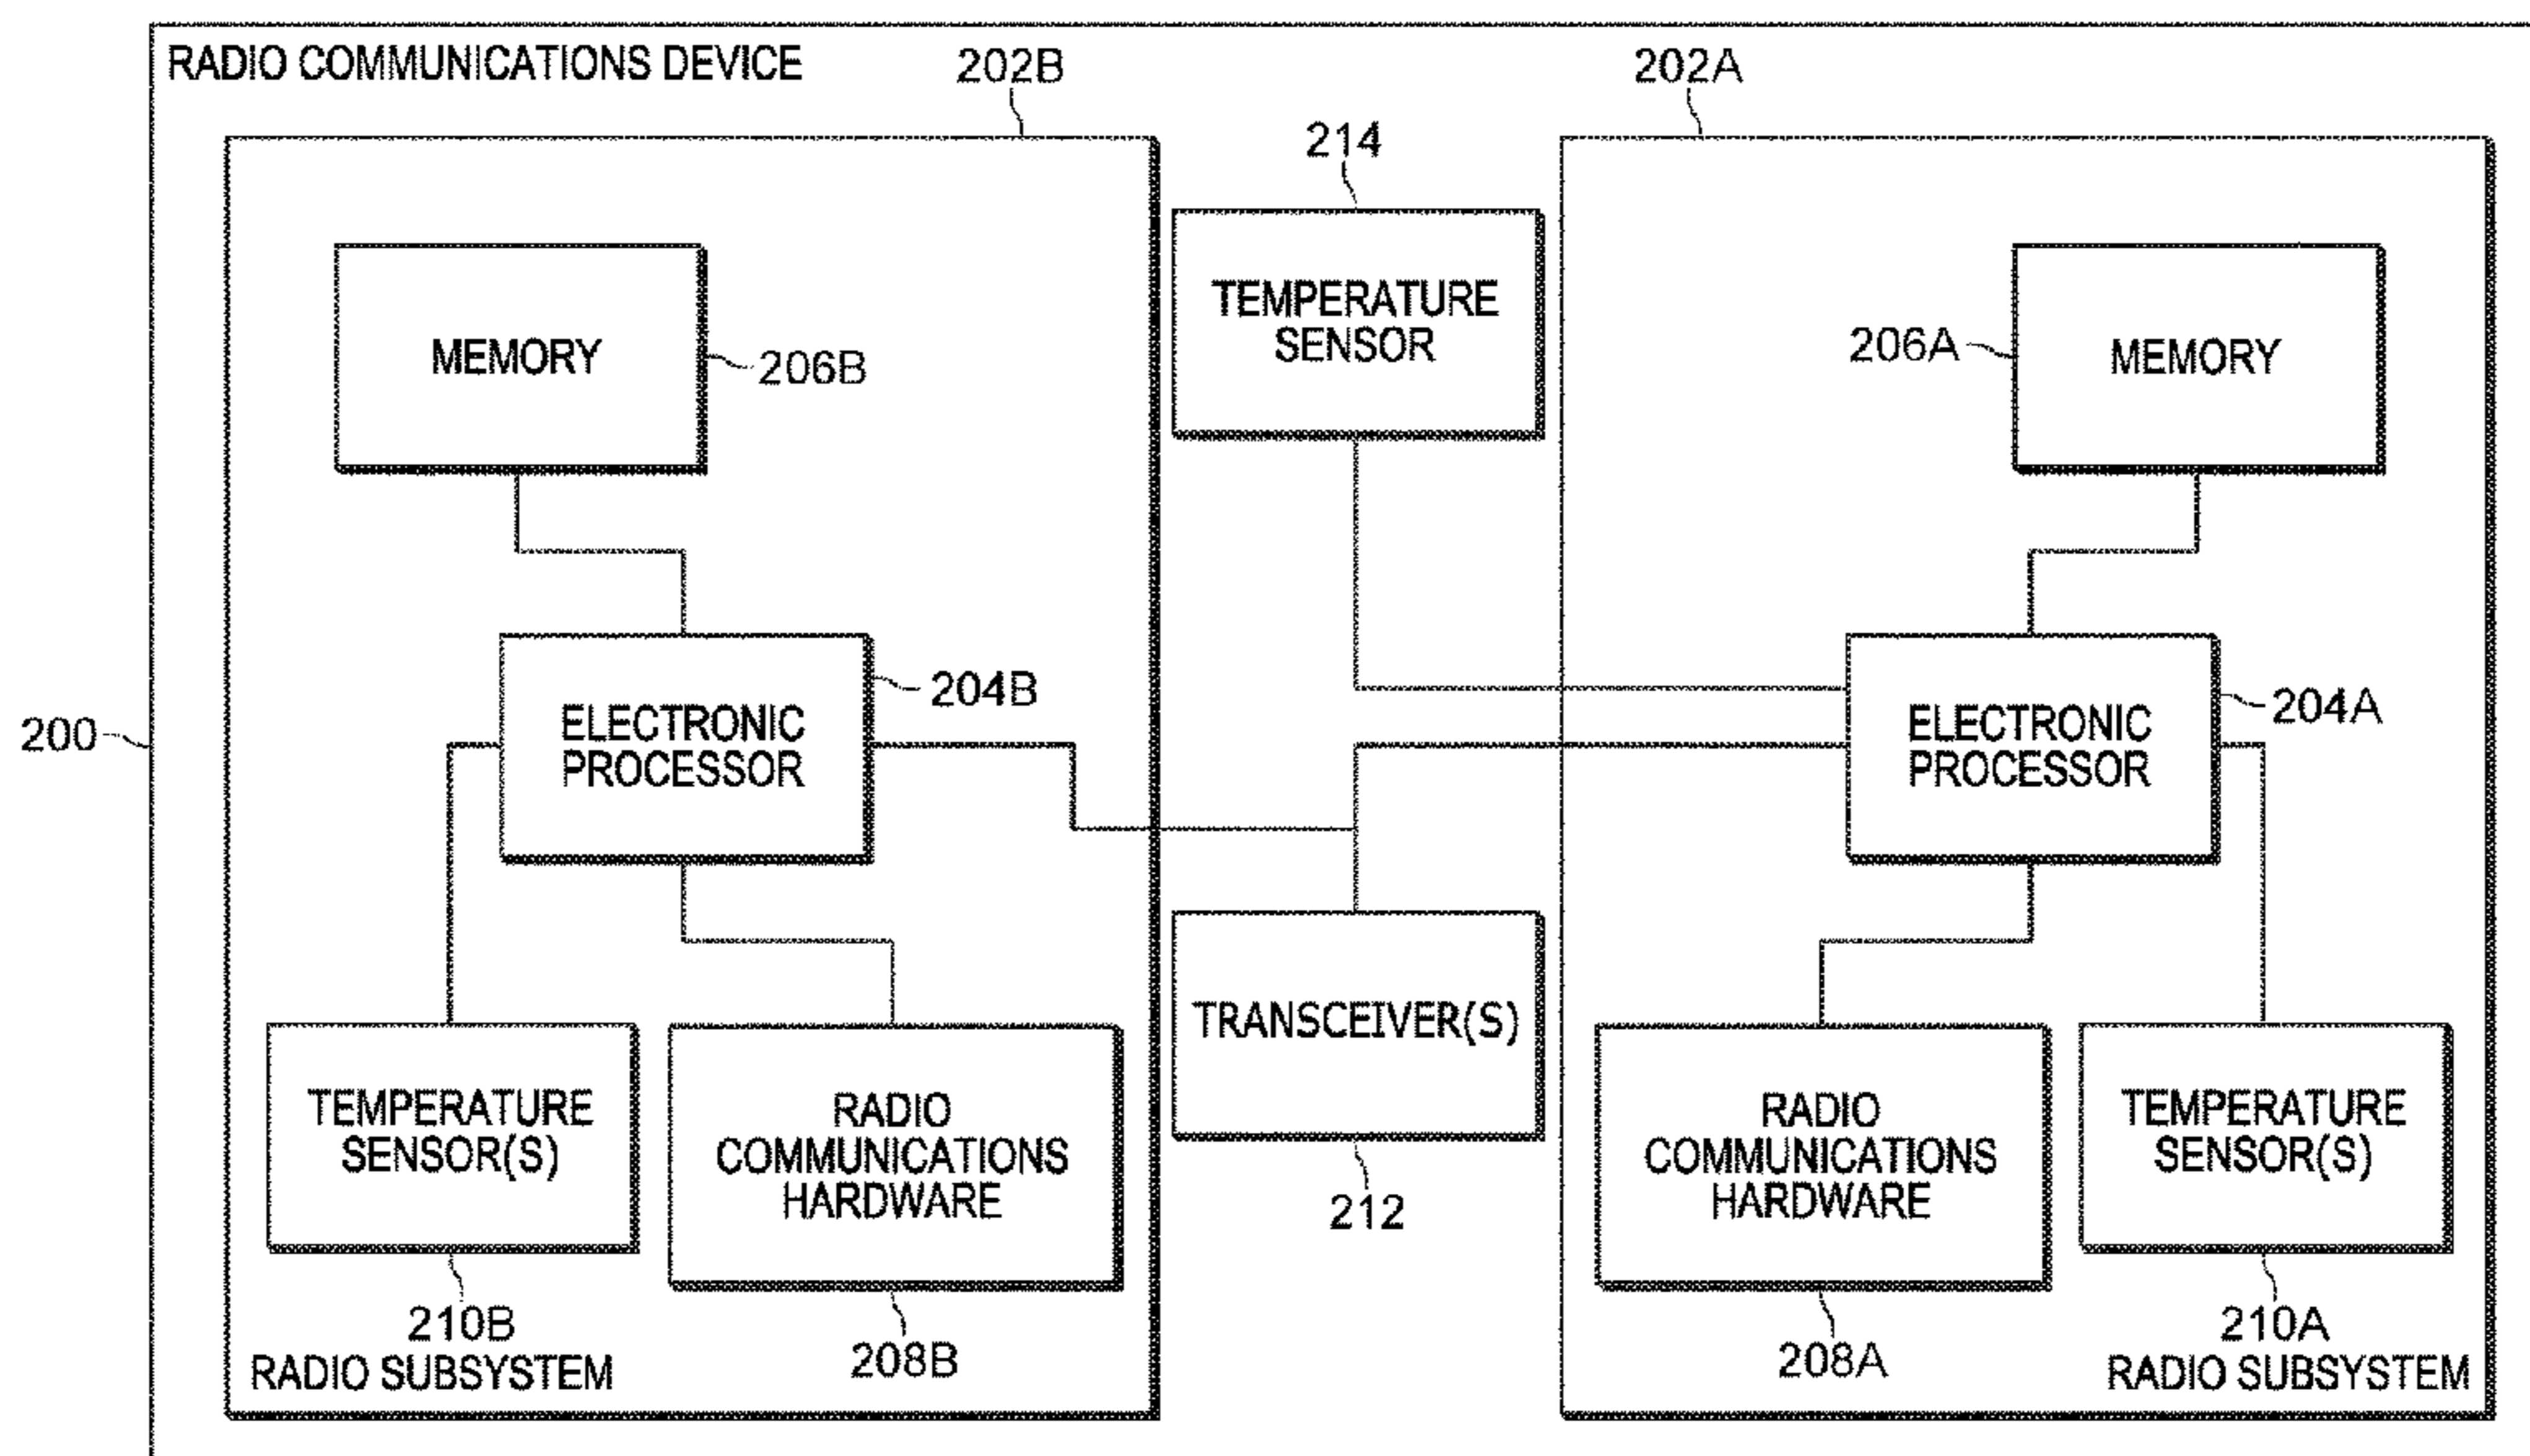 RADIO COMMUNICATIONS DEVICE
202B
202A
214
MEMORY
206B
TEMPERATURE
SENSOR
206A
MEMORY
200
ELECTRONIC
PROCESSOR
204B
ELECTRONIC
PROCESSOR
204A
TEMPERATURE
SENSOR(S)
RADIO
COMMUNICATIONS
HARDWARE
TRANSCEIVER(S)
212
RADIO
COMMUNICATIONS
HARDWARE
TEMPERATURE
SENSOR(S)
210B
RADIO SUBSYSTEM
208B
208A
210A
RADIO SUBSYSTEM